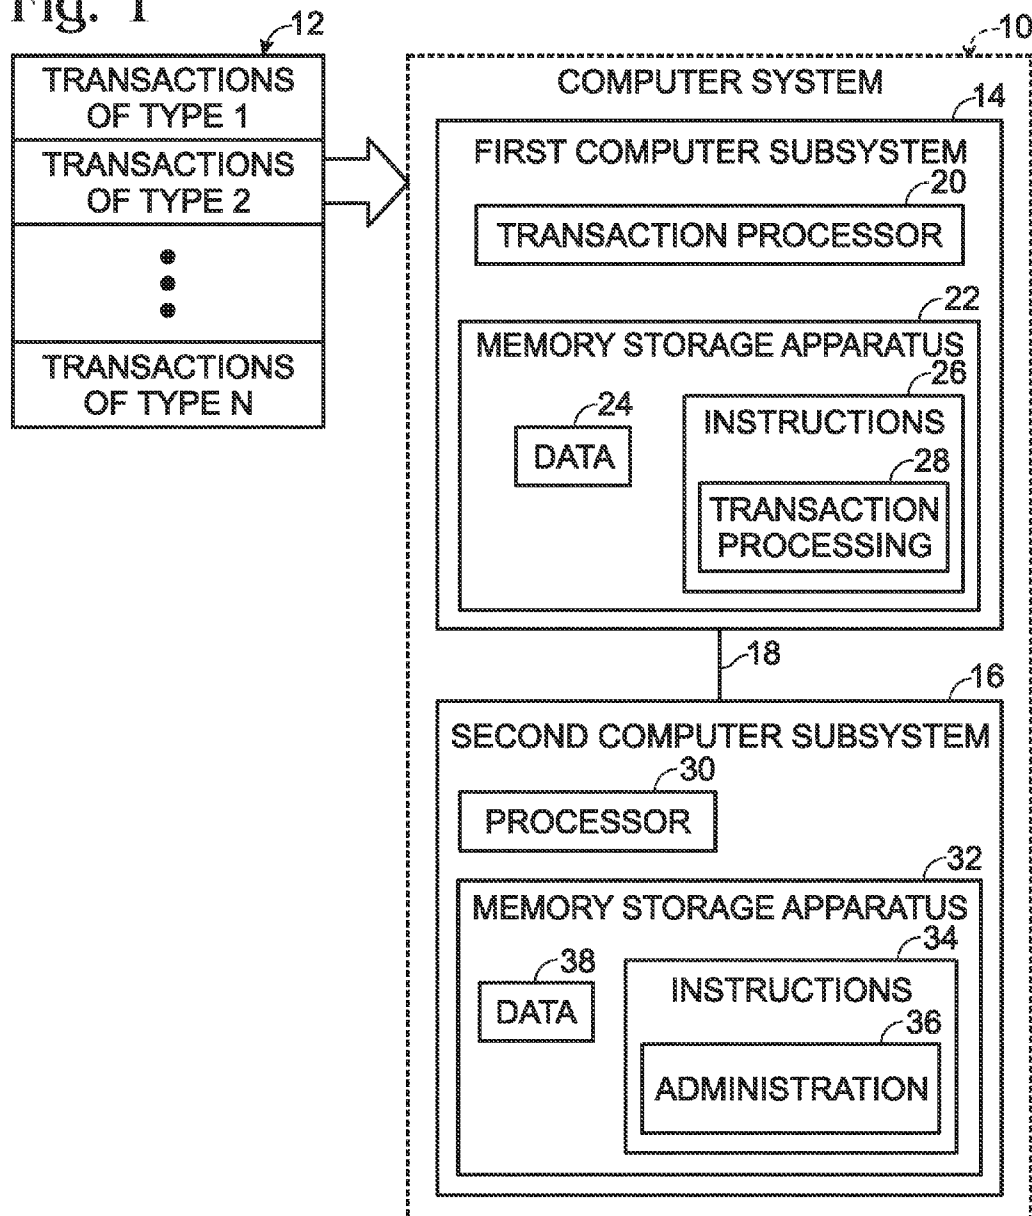 Fig. 1
12
TRANSACTIONS
OF TYPE 1
TRANSACTIONS
OF TYPE 2
TRANSACTIONS
OF TYPE N
10
COMPUTER SYSTEM
14
FIRST COMPUTER SUBSYSTEM
20
TRANSACTION PROCESSOR
22
MEMORY STORAGE APPARATUS
24
DATA
26
INSTRUCTIONS
28
TRANSACTION
PROCESSING
18
16
SECOND COMPUTER SUBSYSTEM
30
PROCESSOR
32
MEMORY STORAGE APPARATUS
38
DATA
34
INSTRUCTIONS
36
ADMINISTRATION